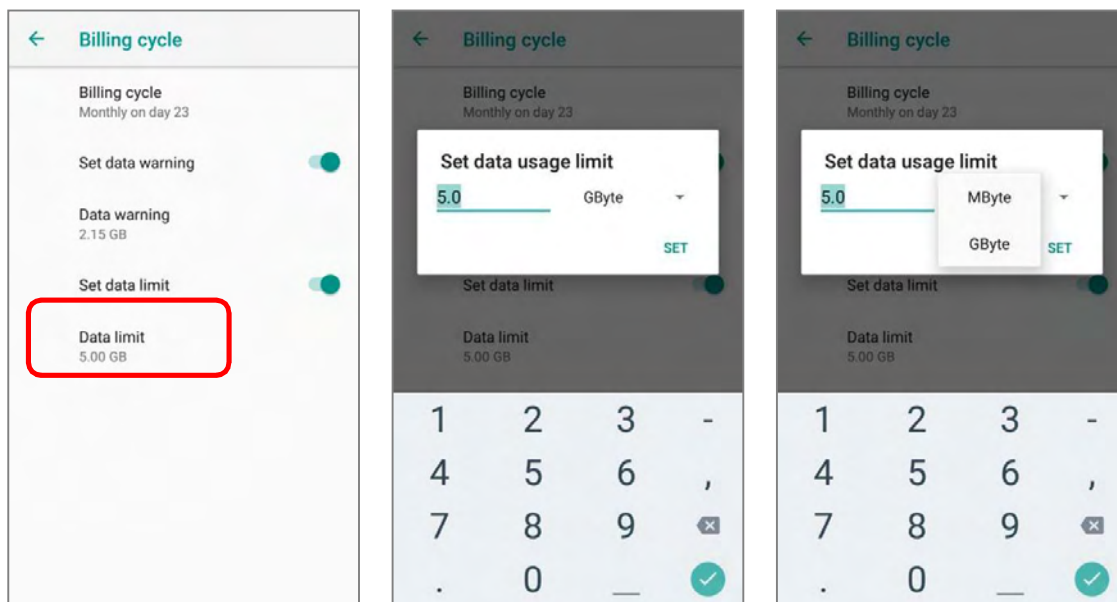 Billing cycle
Billing cycle
Monthly on day 23
Set data warning
Data warning
2.15 GB
Set data limit
Data limit
5.00 GB
Billing cycle
Billing cycle
Monthly on day 23
Set data usage limit
5.0 GByte
SET
Set data limit
Data limit
5.00 GB
1 2 3 -
4 5 6 ,
7 8 9
. 0 _
Billing cycle
Billing cycle
Monthly on day 23
Set data usage limit
5.0 MByte
GByte SET
Set data limit
Data limit
5.00 GB
1 2 3 -
4 5 6 ,
7 8 9
. 0 _